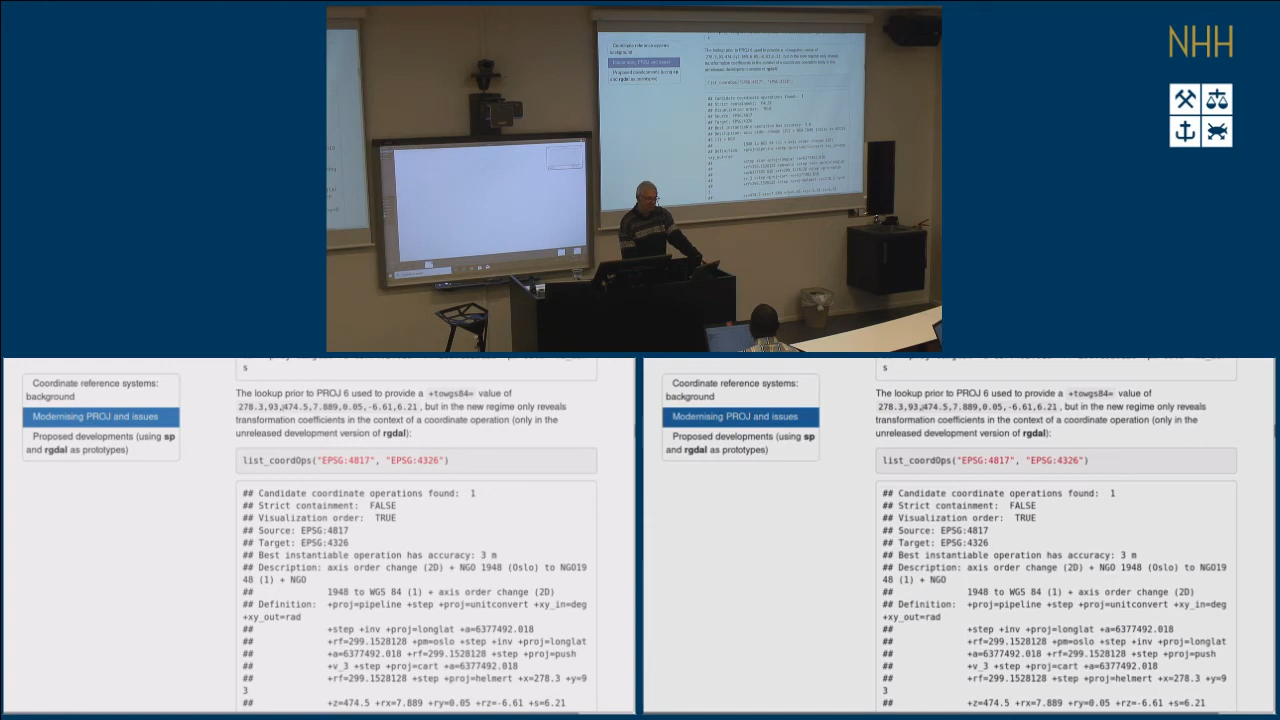 NHH
Coordinate reference systems:
background
Modernising PROJ and issues
Proposed developments (using sp
and rgdal as prototypes)
s
The lookup prior to PROJ 6 used to provide a +towgs84= value of
278.3,93,474.5,7.889,0.05,-6.61,6.21, but in the new regime only reveals
transformation coefficients in the context of a coordinate operation (only in the
unreleased development version of rgdal):
list_coordOps("EPSG:4817", "EPSG:4326")
## Candidate coordinate operations found:  1
## Strict containment:  FALSE
## Visualization order:  TRUE
## Source: EPSG:4817
## Target: EPSG:4326
## Best instantiable operation has accuracy: 3 m
## Description: axis order change (2D) + NGO 1948 (Oslo) to NGO19
48 (1) + NGO
##             1948 to WGS 84 (1) + axis order change (2D)
## Definition:  +proj=pipeline +step +proj=unitconvert +xy_in=deg
+xy_out=rad
##             +step +inv +proj=longlat +a=6377492.018
##             +rf=299.1528128 +pm=oslo +step +inv +proj=longlat
##             +a=6377492.018 +rf=299.1528128 +step +proj=push
##             +v_3 +step +proj=cart +a=6377492.018
##             +rf=299.1528128 +step +proj=helmert +x=278.3 +y=9
3
##             +z=474.5 +rx=7.889 +ry=0.05 +rz=-6.61 +s=6.21
Coordinate reference systems:
background
Modernising PROJ and issues
Proposed developments (using sp
and rgdal as prototypes)
s
The lookup prior to PROJ 6 used to provide a +towgs84= value of
278.3,93,474.5,7.889,0.05,-6.61,6.21, but in the new regime only reveals
transformation coefficients in the context of a coordinate operation (only in the
unreleased development version of rgdal):
list_coordOps("EPSG:4817", "EPSG:4326")
## Candidate coordinate operations found:  1
## Strict containment:  FALSE
## Visualization order:  TRUE
## Source: EPSG:4817
## Target: EPSG:4326
## Best instantiable operation has accuracy: 3 m
## Description: axis order change (2D) + NGO 1948 (Oslo) to NGO19
48 (1) + NGO
##             1948 to WGS 84 (1) + axis order change (2D)
## Definition:  +proj=pipeline +step +proj=unitconvert +xy_in=deg
+xy_out=rad
##             +step +inv +proj=longlat +a=6377492.018
##             +rf=299.1528128 +pm=oslo +step +inv +proj=longlat
##             +a=6377492.018 +rf=299.1528128 +step +proj=push
##             +v_3 +step +proj=cart +a=6377492.018
##             +rf=299.1528128 +step +proj=helmert +x=278.3 +y=9
3
##             +z=474.5 +rx=7.889 +ry=0.05 +rz=-6.61 +s=6.21